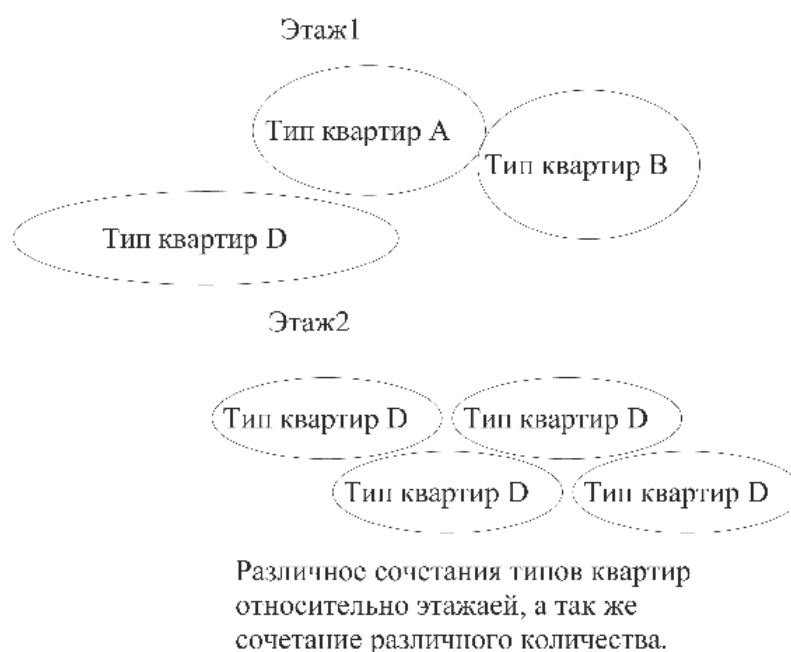 Этаж1
Тип квартир А
Тип квартир В
Тип квартир D
Этаж2
Тип квартир D
Тип квартир D
Тип квартир D
Тип квартир D
Различное сочетания типов квартир
относительно этажаей, а так же
сочетание различного количества.